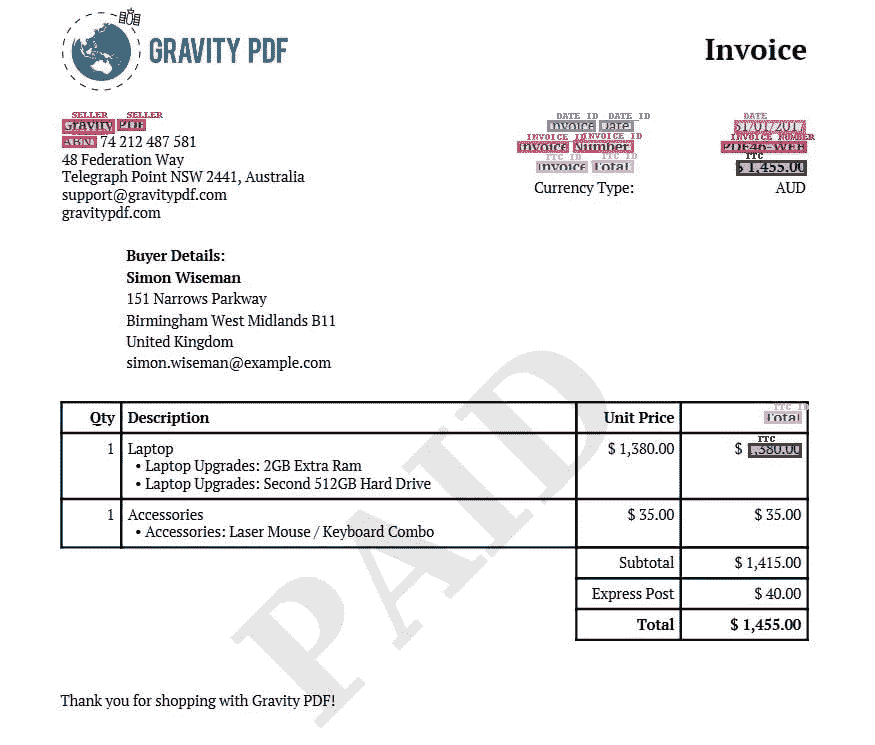 GRAVITY PDF
Invoice
SELLER SELLER
Gravity PDF
ABN: 74 212 487 581
48 Federation Way
Telegraph Point NSW 2441, Australia
support@gravitypdf.com
gravitypdf.com
DATE ID DATE ID DATE
Invoice Date: 31/01/2017
INVOICE ID INVOICE ID INVOICE NUMBER
Invoice Number: PDF46-WEB
TTC ID TTC ID TTC
Invoice Total: $ 1,455.00
Currency Type: AUD
Buyer Details:
Simon Wiseman
151 Narrows Parkway
Birmingham West Midlands B11
United Kingdom
simon.wiseman@example.com
TTC ID
Qty Description Unit Price Total
TTC
1 Laptop $ 1,380.00 $ 1,380.00
• Laptop Upgrades: 2GB Extra Ram
• Laptop Upgrades: Second 512GB Hard Drive
1 Accessories $ 35.00 $ 35.00
• Accessories: Laser Mouse / Keyboard Combo
Subtotal $ 1,415.00
Express Post $ 40.00
Total $ 1,455.00
PAID
Thank you for shopping with Gravity PDF!